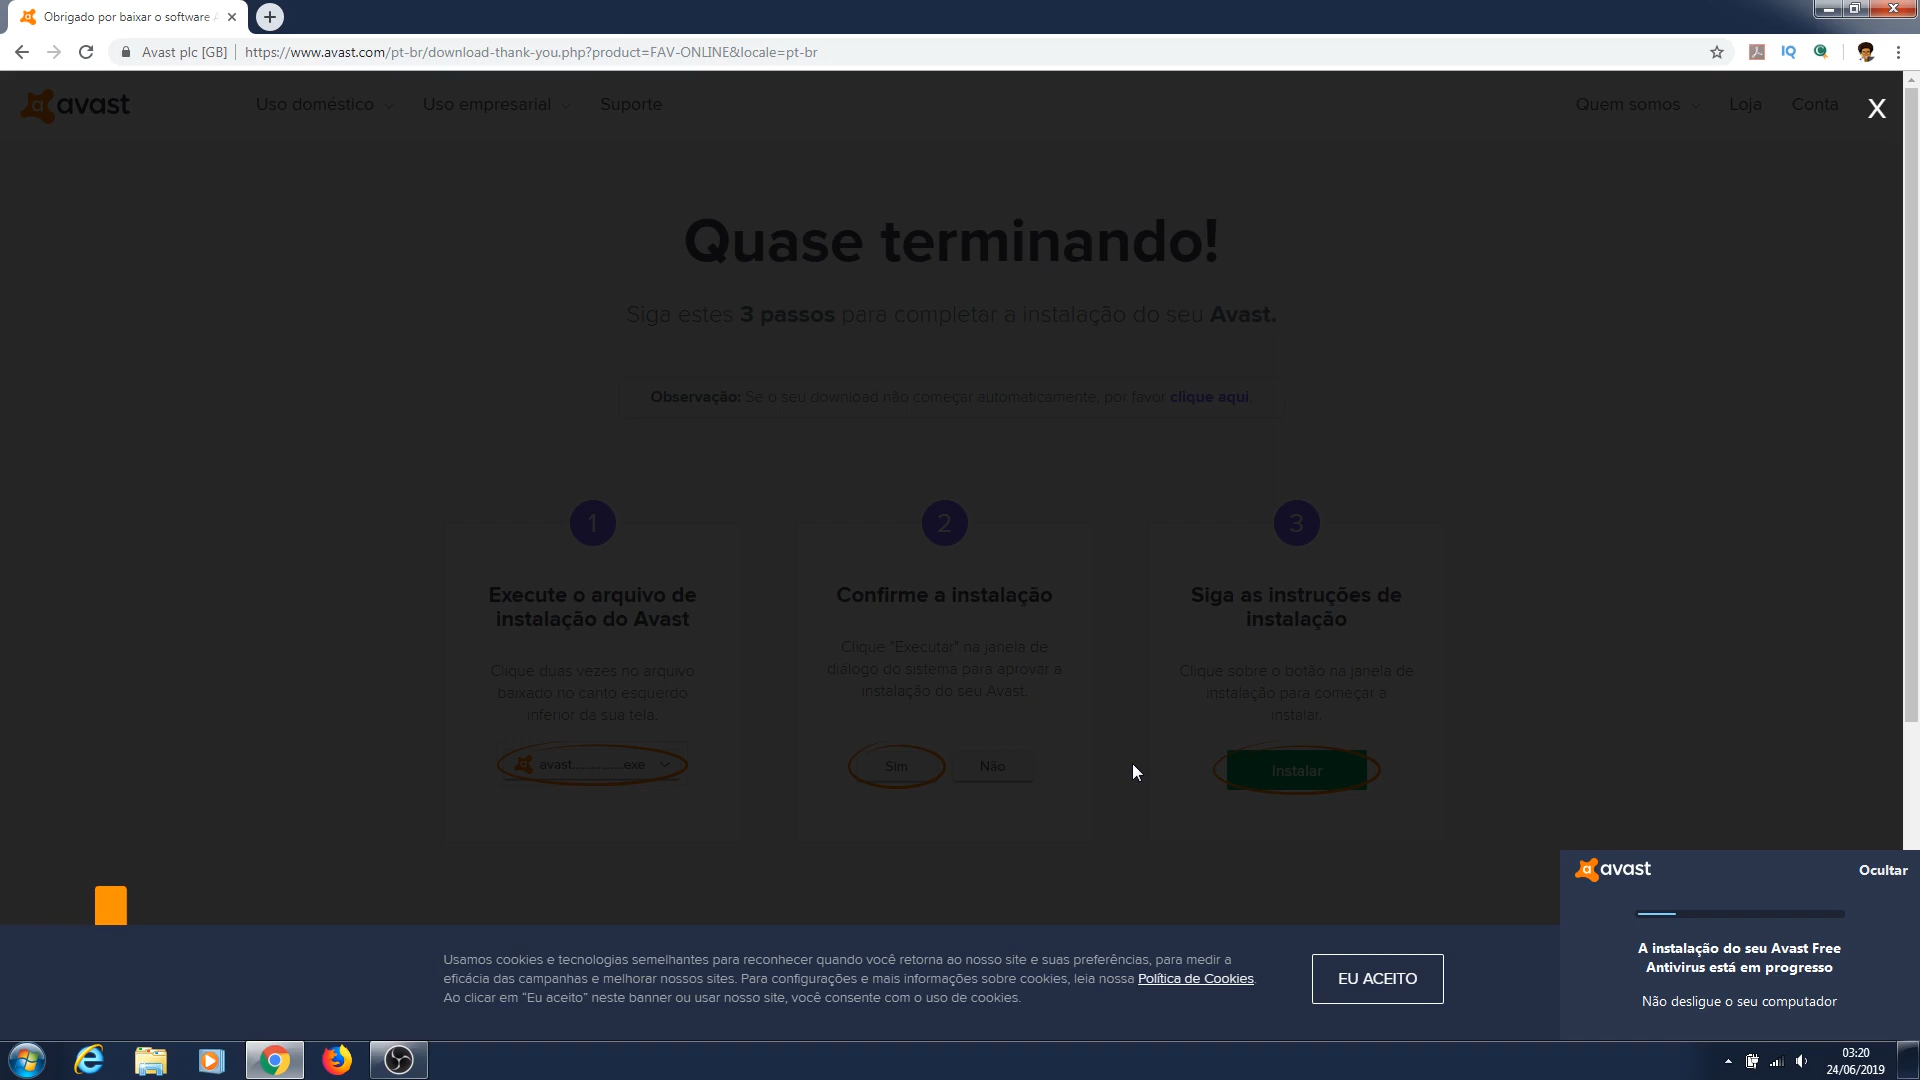 Obrigado por baixar o software
Avast plc [GB]
https://www.avast.com/pt-br/download-thank-you.php?product=FAV-ONLINE&locale=pt-br
IQ
avast
Uso doméstico
Uso empresarial
Suporte
Quem somos
Loja
Conta
X
Quase terminando!
Siga estes 3 passos para completar a instalação do seu Avast.
Observação: Se o seu download não começar automaticamente, por favor clique aqui.
1
Execute o arquivo de
instalação do Avast
Clique duas vezes no arquivo
baixado no canto esquerdo
inferior da sua tela.
avast...............exe
2
Confirme a instalação
Clique "Executar" na janela de
diálogo do sistema para aprovar a
instalação do seu Avast.
Sim
Não
3
Siga as instruções de
instalação
Clique sobre o botão na janela de
instalação para começar a
instalar.
Instalar
Usamos cookies e tecnologias semelhantes para reconhecer quando você retorna ao nosso site e suas preferências, para medir a
eficácia das campanhas e melhorar nossos sites. Para configurações e mais informações sobre cookies, leia nossa Política de Cookies.
Ao clicar em “Eu aceito” neste banner ou usar nosso site, você consente com o uso de cookies.
EU ACEITO
avast
Ocultar
A instalação do seu Avast Free
Antivirus está em progresso
Não desligue o seu computador
03:20
24/06/2019